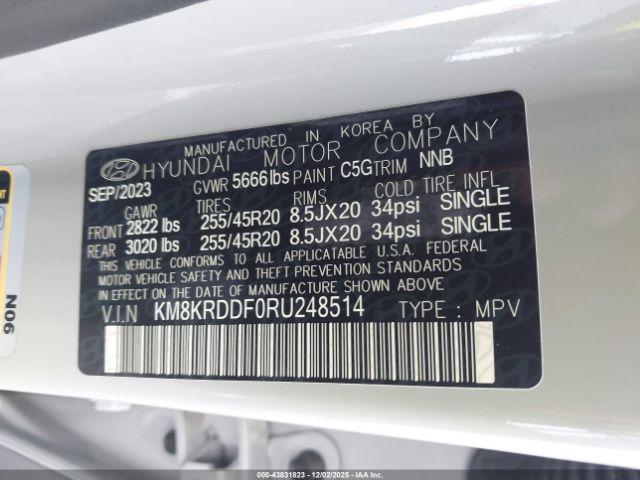 MANUFACTURED IN KOREA BY
HYUNDAI MOTOR COMPANY
SEP/2023 GVWR 5666 lbs PAINT C5G TRIM NNB
GAWR TIRES RIMS COLD TIRE INFL
FRONT 2822 lbs 255/45R20 8.5JX20 34psi SINGLE
REAR 3020 lbs 255/45R20 8.5JX20 34psi SINGLE
THIS VEHICLE CONFORMS TO ALL APPLICATABLE U.S.A. FEDERAL
MOTOR VEHICLE SAFETY AND THEFT PREVENTION STANDARDS
IN EFFECT ON THE DATE OF MANUFACTURE SHOWN ABOVE.
V.I.N KM8KRDDF0RU248514 TYPE : MPV
N06
000-43831823 | 12/02/2025 - IAA Inc.